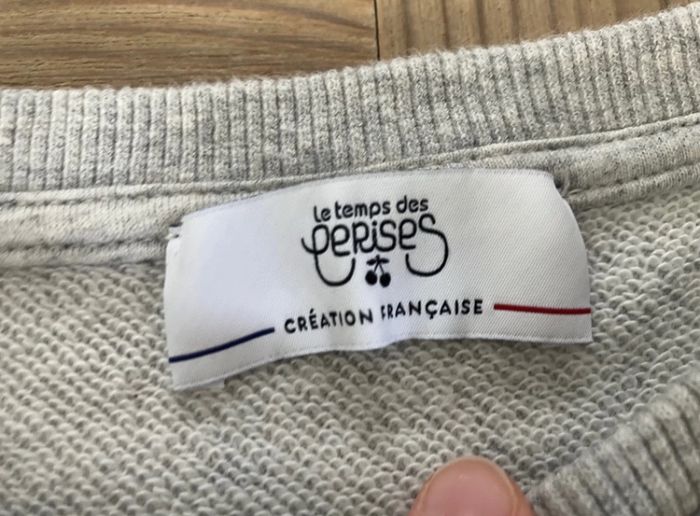 Le temps des
CERISES
CRÉATION FRANÇAISE